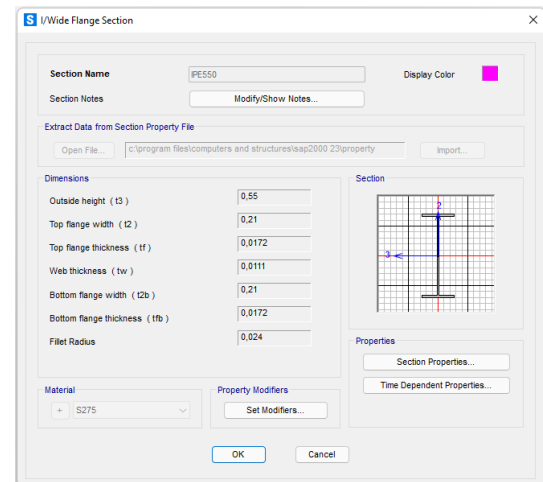 S I/Wide Flange Section
Section Name IPE550 Display Color
Section Notes Modify/Show Notes...
Extract Data from Section Property File
Open File... c:\program files\computers and structures\sap2000 23\property Import...
Dimensions
Outside height ( t3 ) 0,55
Top flange width ( t2 ) 0,21
Top flange thickness ( tf ) 0,0172
Web thickness ( tw ) 0,0111
Bottom flange width ( t2b ) 0,21
Bottom flange thickness ( tfb ) 0,0172
Fillet Radius 0,024
Section
2
3
Properties
Section Properties...
Time Dependent Properties...
Material
+ S275
Property Modifiers
Set Modifiers...
OK Cancel